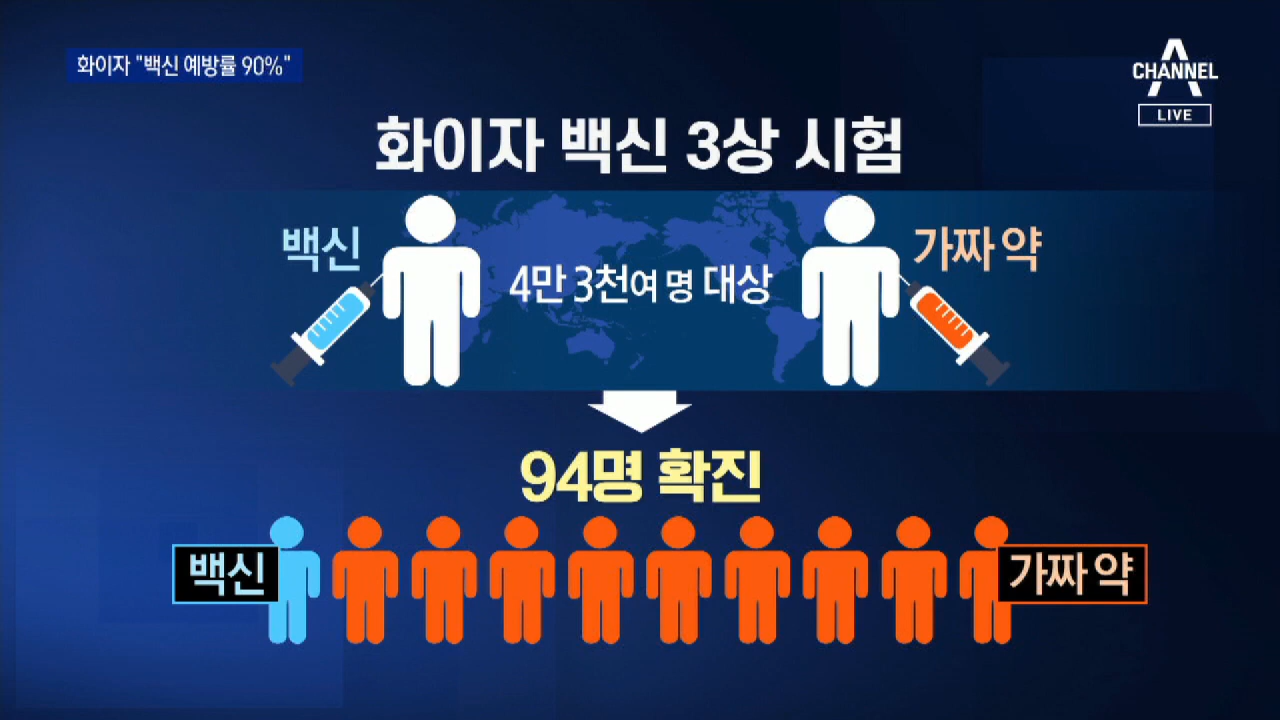 화이자 "백신 예방률 90%"
CHANNEL A
LIVE
화이자 백신 3상 시험
백신
가짜 약
4만 3천여 명 대상
94명 확진
백신
가짜 약